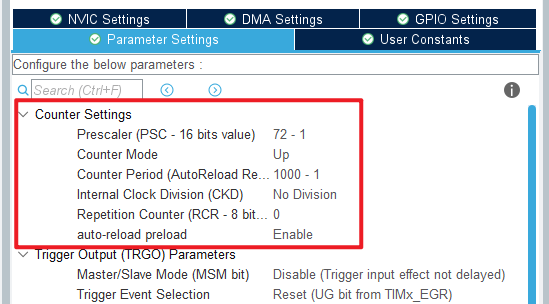 NVIC Settings DMA Settings GPIO Settings
Parameter Settings User Constants
Configure the below parameters :
Search (Ctrl+F)
Counter Settings
Prescaler (PSC - 16 bits value) 72 - 1
Counter Mode Up
Counter Period (AutoReload Re... 1000 - 1
Internal Clock Division (CKD) No Division
Repetition Counter (RCR - 8 bit... 0
auto-reload preload Enable
Trigger Output (TRGO) Parameters
Master/Slave Mode (MSM bit) Disable (Trigger input effect not delayed)
Trigger Event Selection Reset (UG bit from TIMx_EGR)